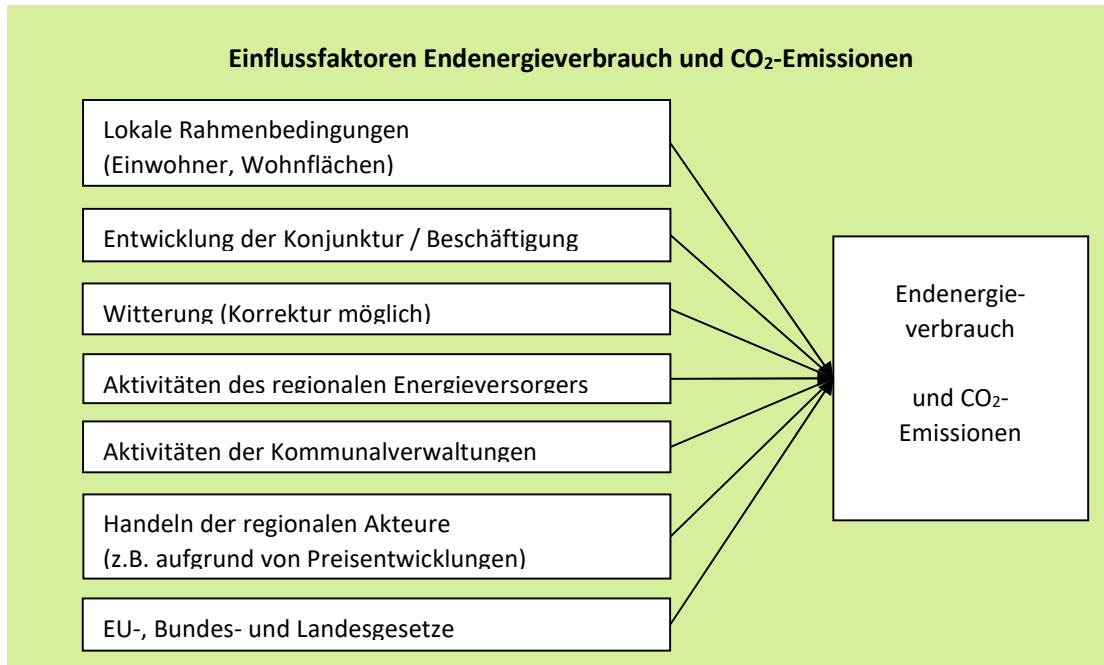 Einflussfaktoren Endenergieverbrauch und CO₂-Emissionen
Lokale Rahmenbedingungen
(Einwohner, Wohnflächen)
Entwicklung der Konjunktur / Beschäftigung
Witterung (Korrektur möglich)
Aktivitäten des regionalen Energieversorgers
Aktivitäten der Kommunalverwaltungen
Handeln der regionalen Akteure
(z.B. aufgrund von Preisentwicklungen)
EU-, Bundes- und Landesgesetze
Endenergie-
verbrauch
und CO₂-
Emissionen